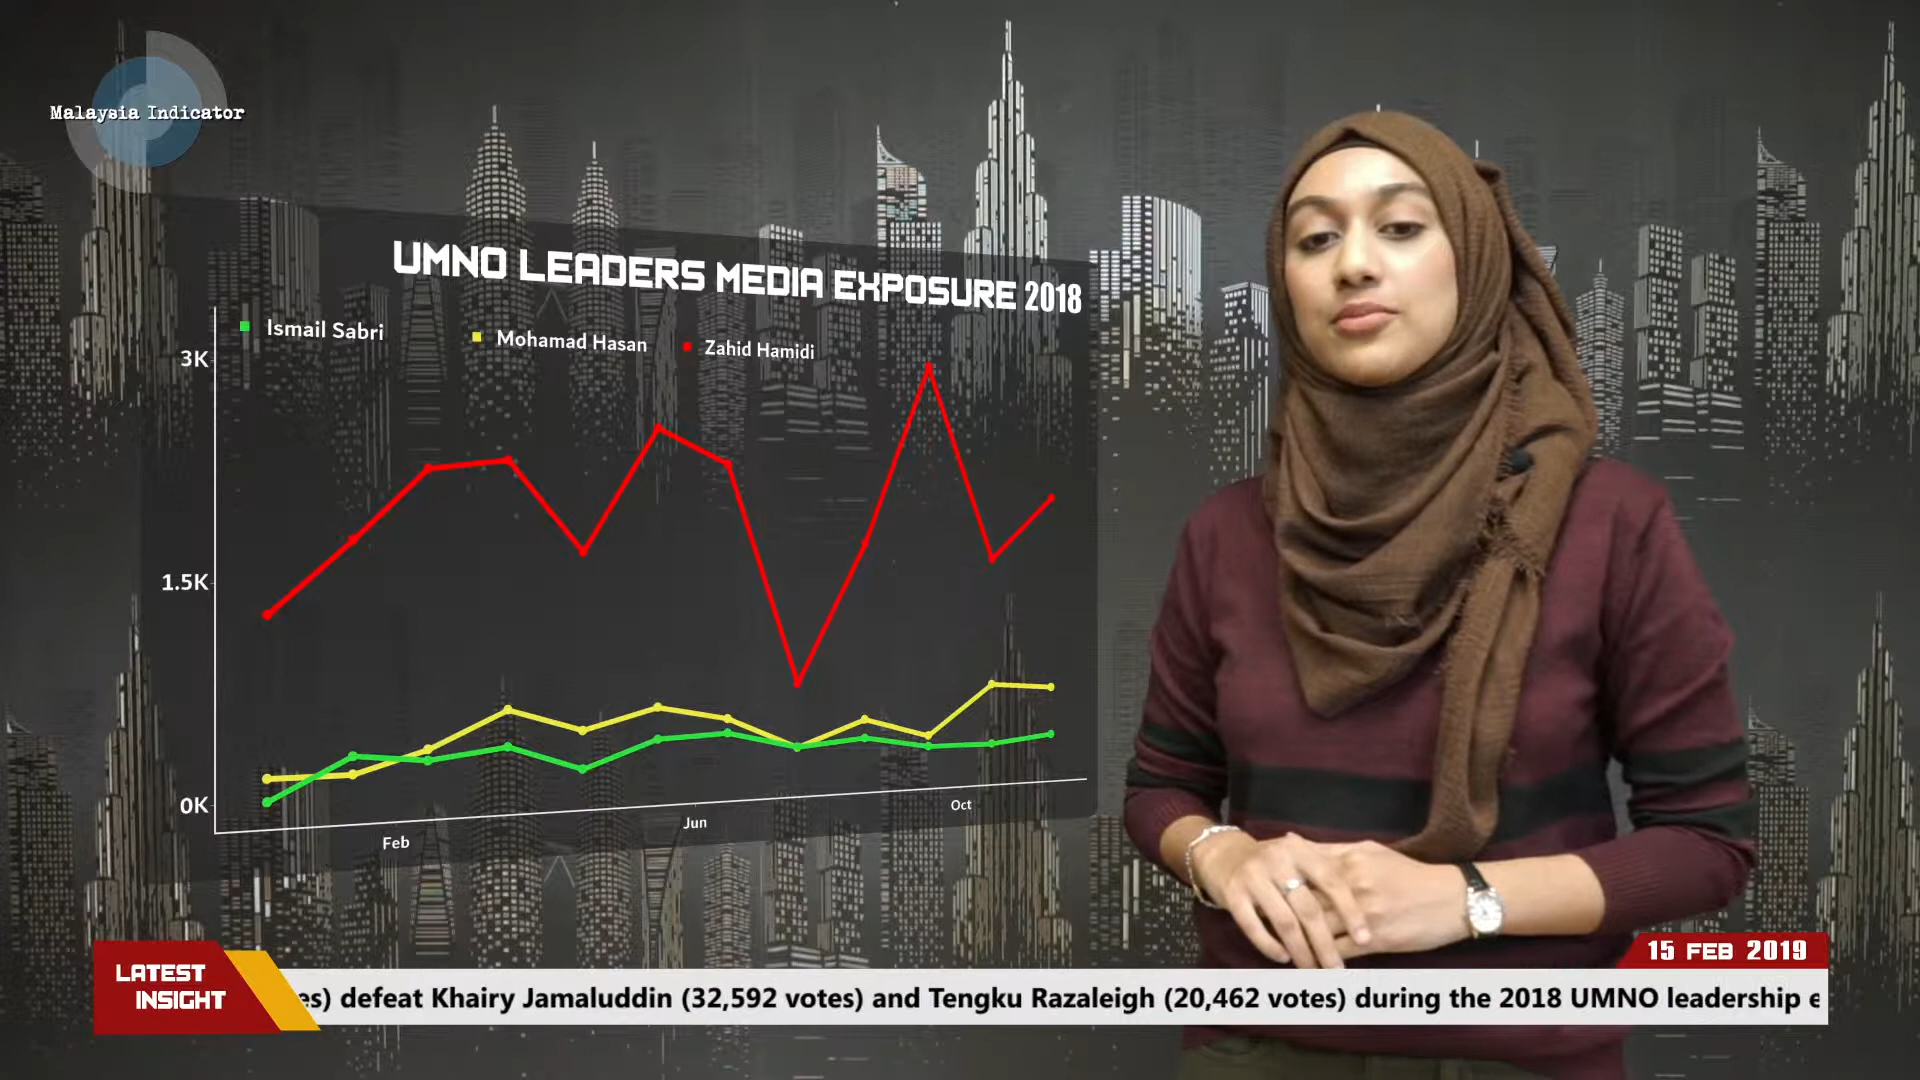 Malaysia Indicator
UMNO LEADERS MEDIA EXPOSURE 2018
Ismail Sabri
Mohamad Hasan
Zahid Hamidi
3K
1.5K
0K
Feb
Jun
Oct
15 FEB 2019
LATEST
INSIGHT
es) defeat Khairy Jamaluddin (32,592 votes) and Tengku Razaleigh (20,462 votes) during the 2018 UMNO leadership e